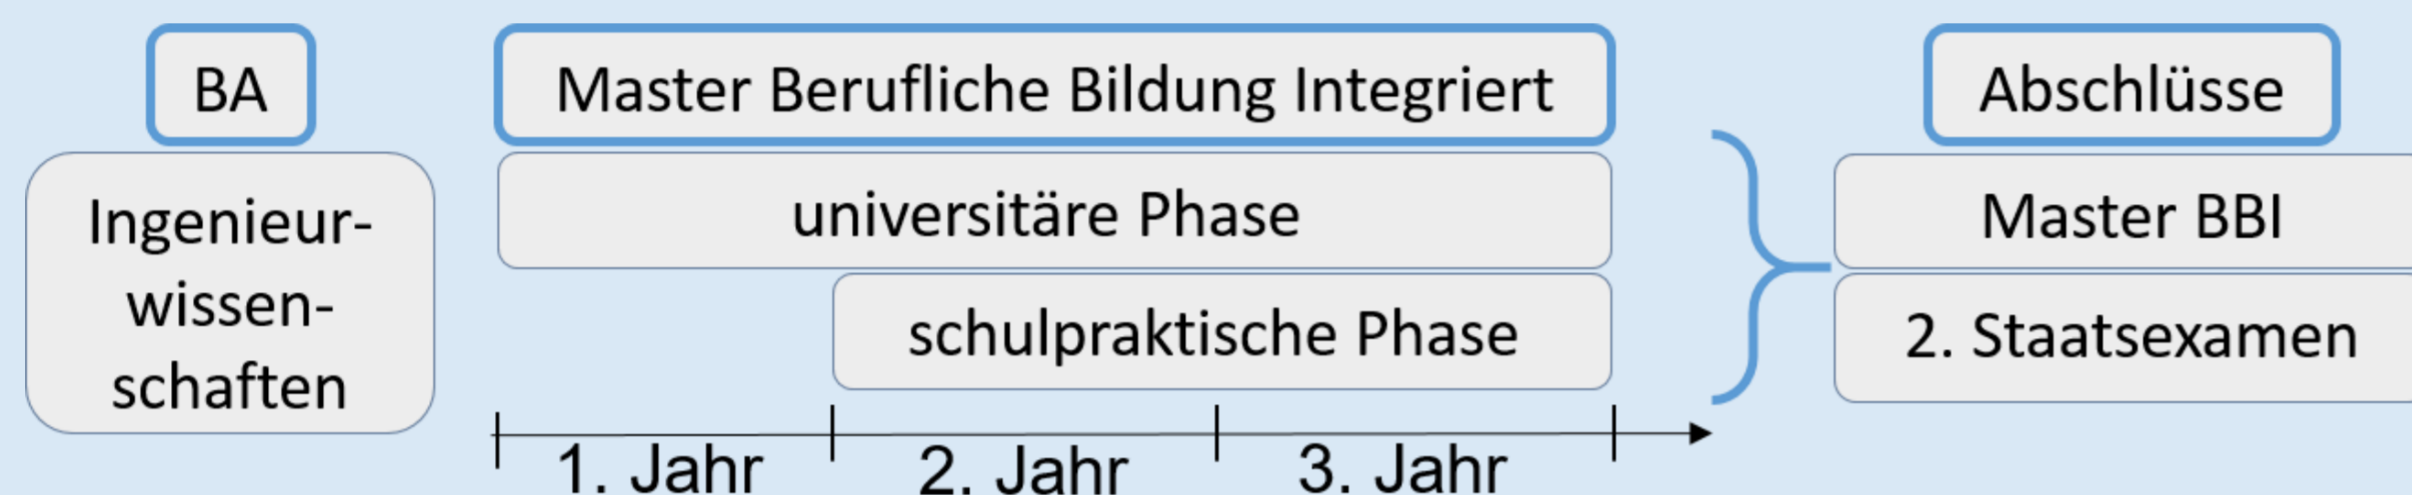 BA
Ingenieur-
wissen-
schaften
Master Berufliche Bildung Integriert
universitäre Phase
schulpraktische Phase
1. Jahr
2. Jahr
3. Jahr
Abschlüsse
Master BBI
2. Staatsexamen